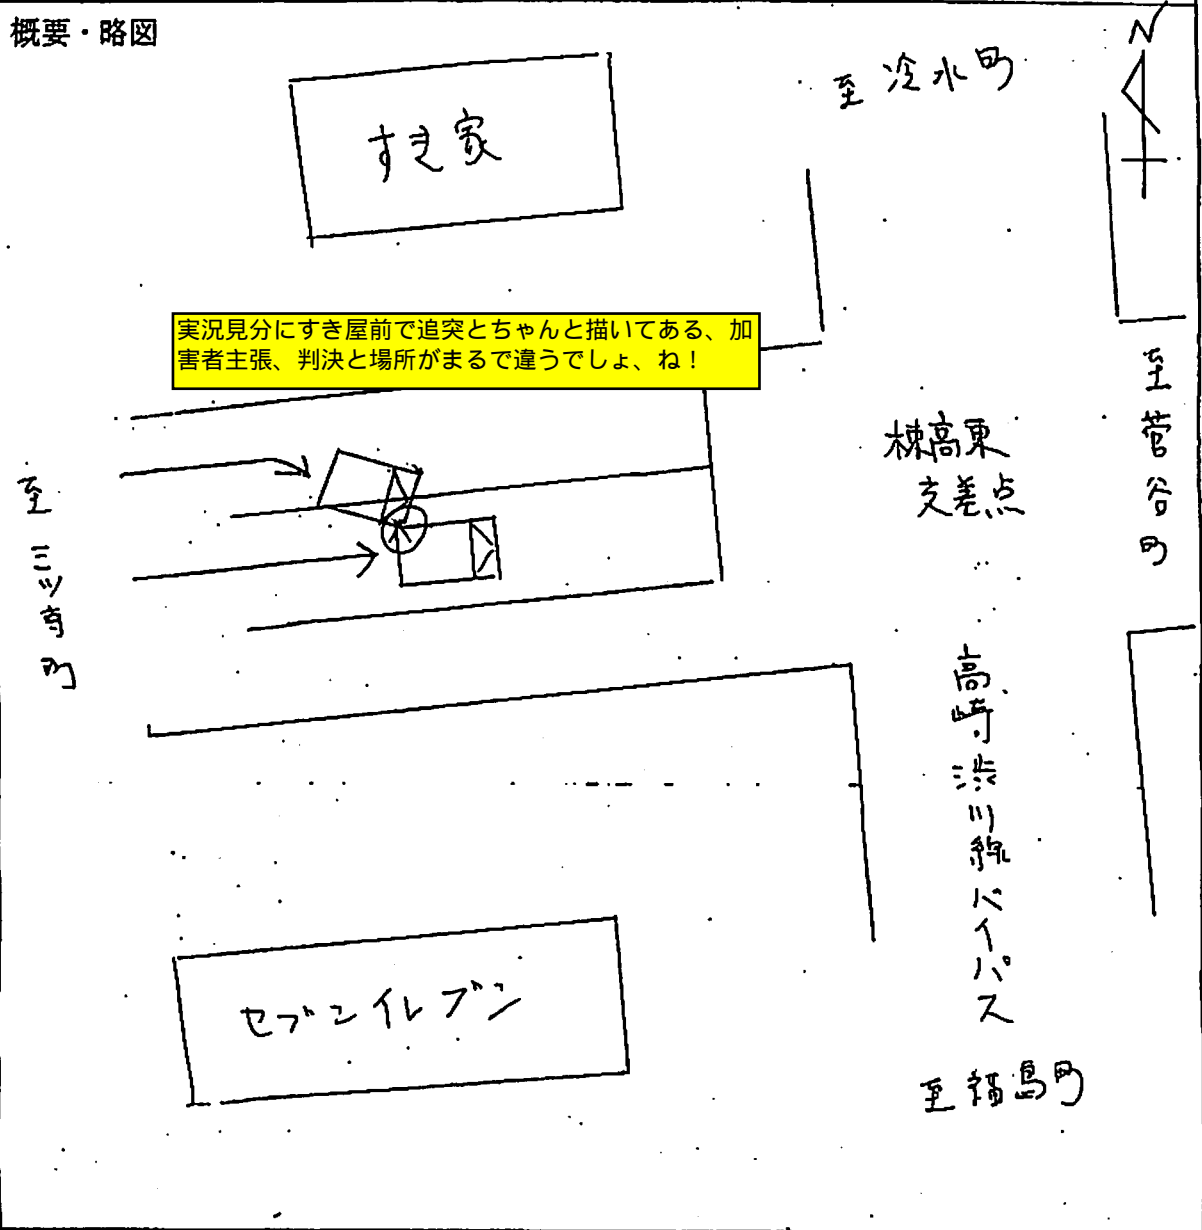 概要・略図
N
至 冷水町
すき家
実況見分にすき屋前で追突とちゃんと描いてある、加
害者主張、判決と場所がまるで違うでしょ、ね！
至 菅谷町
棟高東
交差点
至 三ツ寺町
高崎渋川線バイパス
セブンイレブン
至 福島町